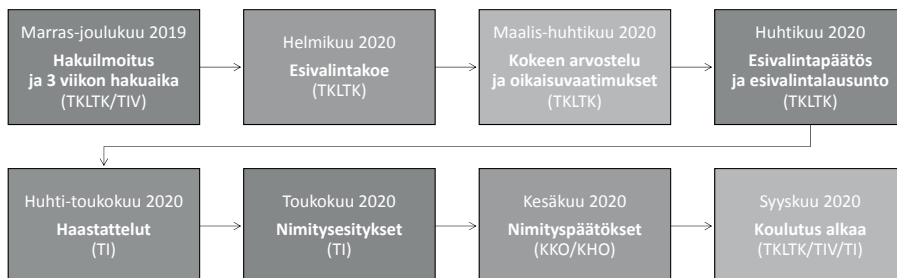 Marras-joulukuu 2019
Hakuilmoitus
ja 3 viikon hakuaika
(TKLTK/TIV)
Helmikuu 2020
Esivalintakoe
(TKLTK)
Maalis-huhtikuu 2020
Kokeen arvostelu
ja oikaisuvaatimukset
(TKLTK)
Huhtikuu 2020
Esivalintapäätös
ja esivalintalausunto
(TKLTK)
Huhti-toukokuu 2020
Haastattelut
(TI)
Toukokuu 2020
Nimitysesitykset
(TI)
Kesäkuu 2020
Nimityspäätökset
(KKO/KHO)
Syyskuu 2020
Koulutus alkaa
(TKLTK/TIV/TI)